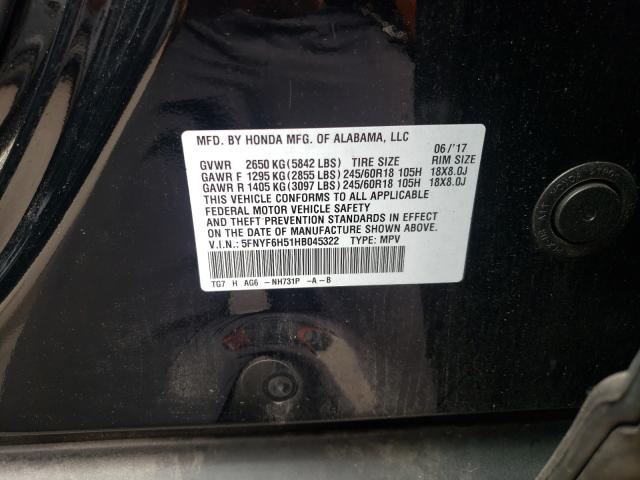 MFD. BY HONDA MFG. OF ALABAMA, LLC 06/'17
GVWR 2650 KG (5842 LBS) TIRE SIZE RIM SIZE
GAWR F 1295 KG (2855 LBS) 245/60R18 105H 18X8.0J
GAWR R 1405 KG (3097 LBS) 245/60R18 105H 18X8.0J
THIS VEHICLE CONFORMS TO ALL APPLICABLE
FEDERAL MOTOR VEHICLE SAFETY
AND THEFT PREVENTION STANDARDS IN EFFECT
ON THE DATE OF MANUFACTURE SHOWN ABOVE.
V.I.N.: 5FNYF6H51HB045322 TYPE: MPV
TG7 H AG6 -NH731P -A-B